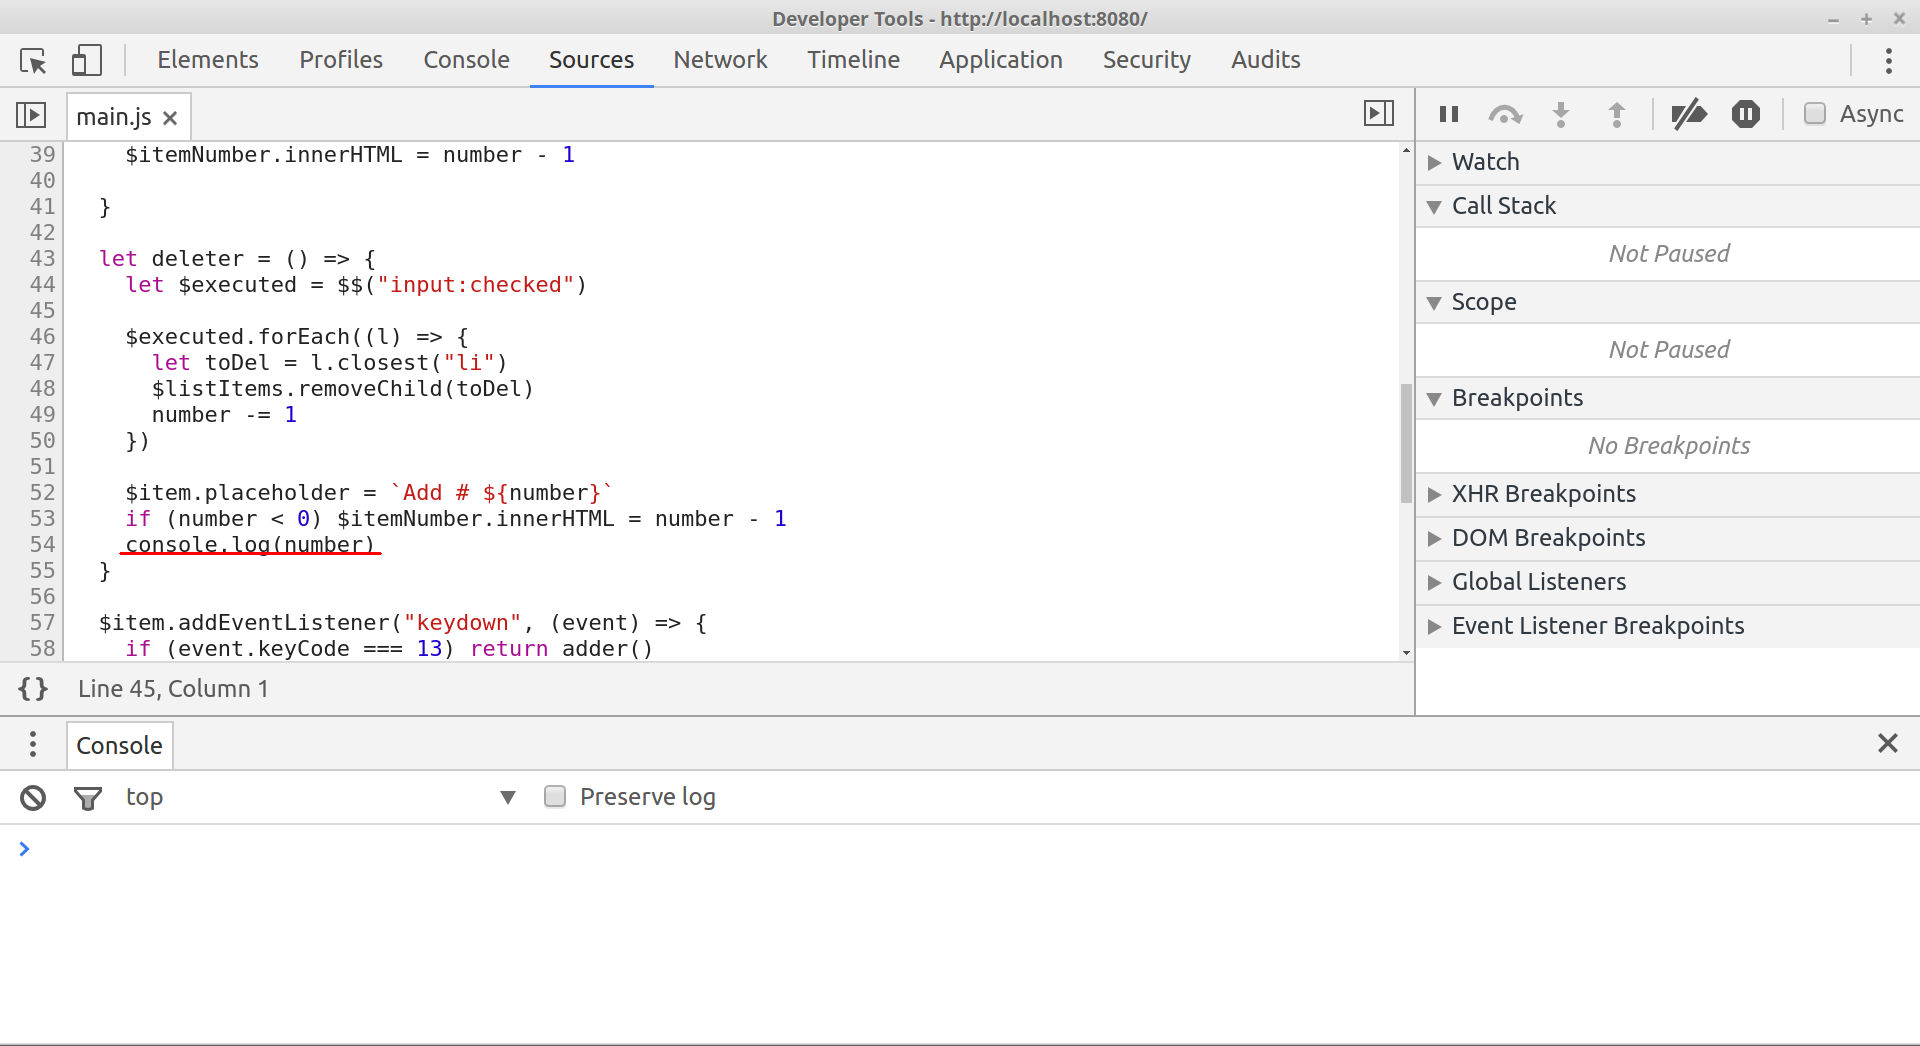 Developer Tools - http://localhost:8080/
Elements Profiles Console Sources Network Timeline Application Security Audits
main.js ×
Async
39     $itemNumber.innerHTML = number - 1
40
41   }
42
43   let deleter = () => {
44     let $executed = $$("input:checked")
45
46     $executed.forEach((l) => {
47       let toDel = l.closest("li")
48       $listItems.removeChild(toDel)
49       number -= 1
50     })
51
52     $item.placeholder = `Add # ${number}`
53     if (number < 0) $itemNumber.innerHTML = number - 1
54     console.log(number)
55   }
56
57   $item.addEventListener("keydown", (event) => {
58     if (event.keyCode === 13) return adder()
{} Line 45, Column 1
Watch
Call Stack
Not Paused
Scope
Not Paused
Breakpoints
No Breakpoints
XHR Breakpoints
DOM Breakpoints
Global Listeners
Event Listener Breakpoints
Console
top Preserve log
>